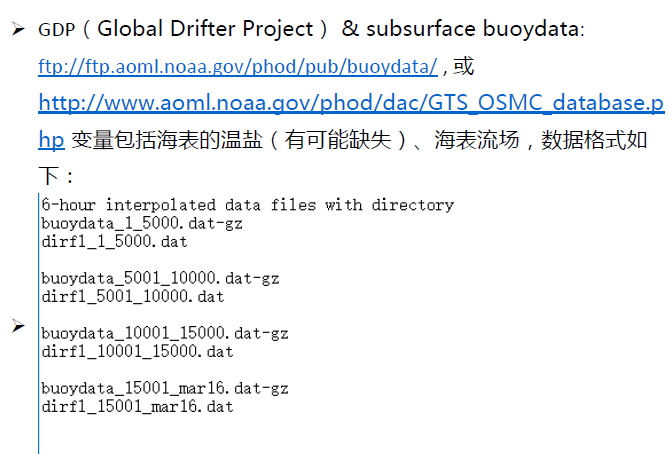 ➢ GDP（Global Drifter Project） & subsurface buoydata:
ftp://ftp.aoml.noaa.gov/phod/pub/buoydata/ , 或
http://www.aoml.noaa.gov/phod/dac/GTS_OSMC_database.p
hp 变量包括海表的温盐（有可能缺失）、海表流场，数据格式如
下：
6-hour interpolated data files with directory
buoydata_1_5000.dat-gz
dirfl_1_5000.dat
buoydata_5001_10000.dat-gz
dirfl_5001_10000.dat
➢ buoydata_10001_15000.dat-gz
dirfl_10001_15000.dat
buoydata_15001_mar16.dat-gz
dirfl_15001_mar16.dat